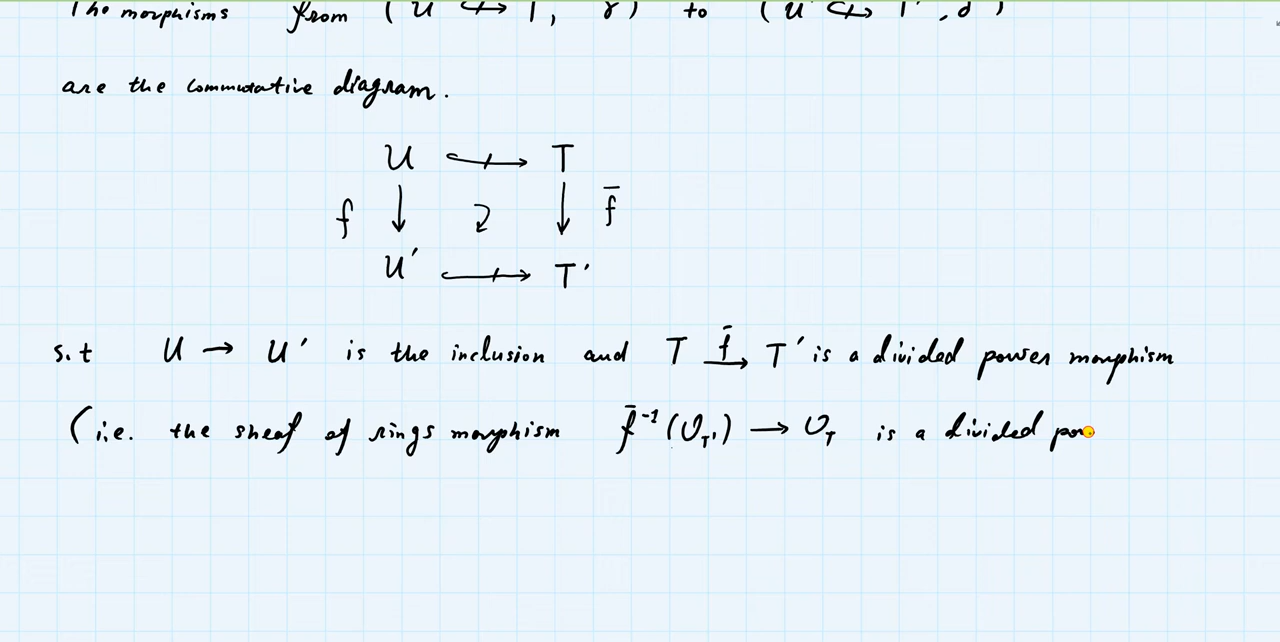 The morphisms from (U ↪ T, γ) to (U' ↪ T', δ)
are the commutative diagram.
U ↪ T
f ↓ ↓ f̄
U' ↪ T'
s.t U → U' is the inclusion and T f̄→ T' is a divided power morphism
(i.e. the sheaf of rings morphism f̄⁻¹(O_T') → O_T is a divided pow